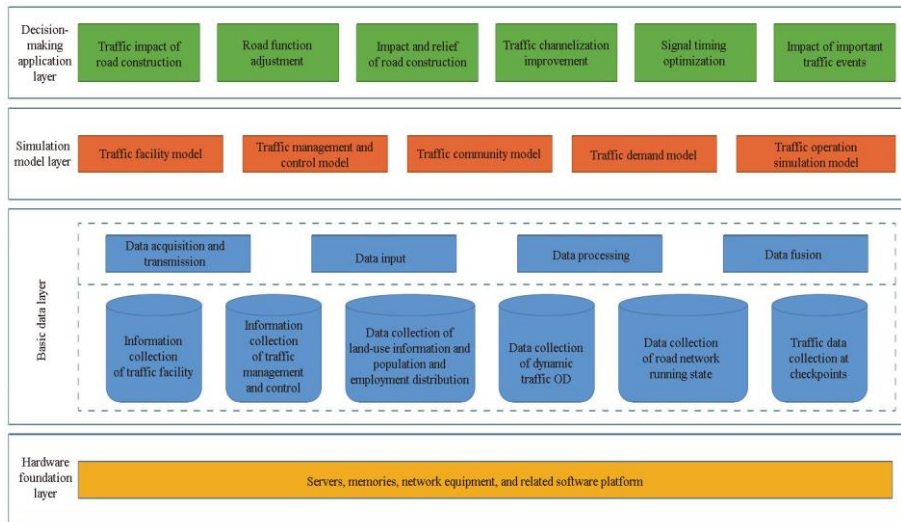 Decision-
making
application
layer
Traffic impact of
road construction
Road function
adjustment
Impact and relief
of road construction
Traffic channelization
improvement
Signal timing
optimization
Impact of important
traffic events
Simulation
model layer
Traffic facility model
Traffic management and
control model
Traffic community model
Traffic demand model
Traffic operation
simulation model
Basic data layer
Data acquisition and
transmission
Data input
Data processing
Data fusion
Information
collection
of traffic facility
Information
collection
of traffic
management
and control
Data collection of
land-use information and
population and
employment distribution
Data collection
of dynamic
traffic OD
Data collection
of road network
running state
Traffic data
collection at
checkpoints
Hardware
foundation
layer
Servers, memories, network equipment, and related software platform